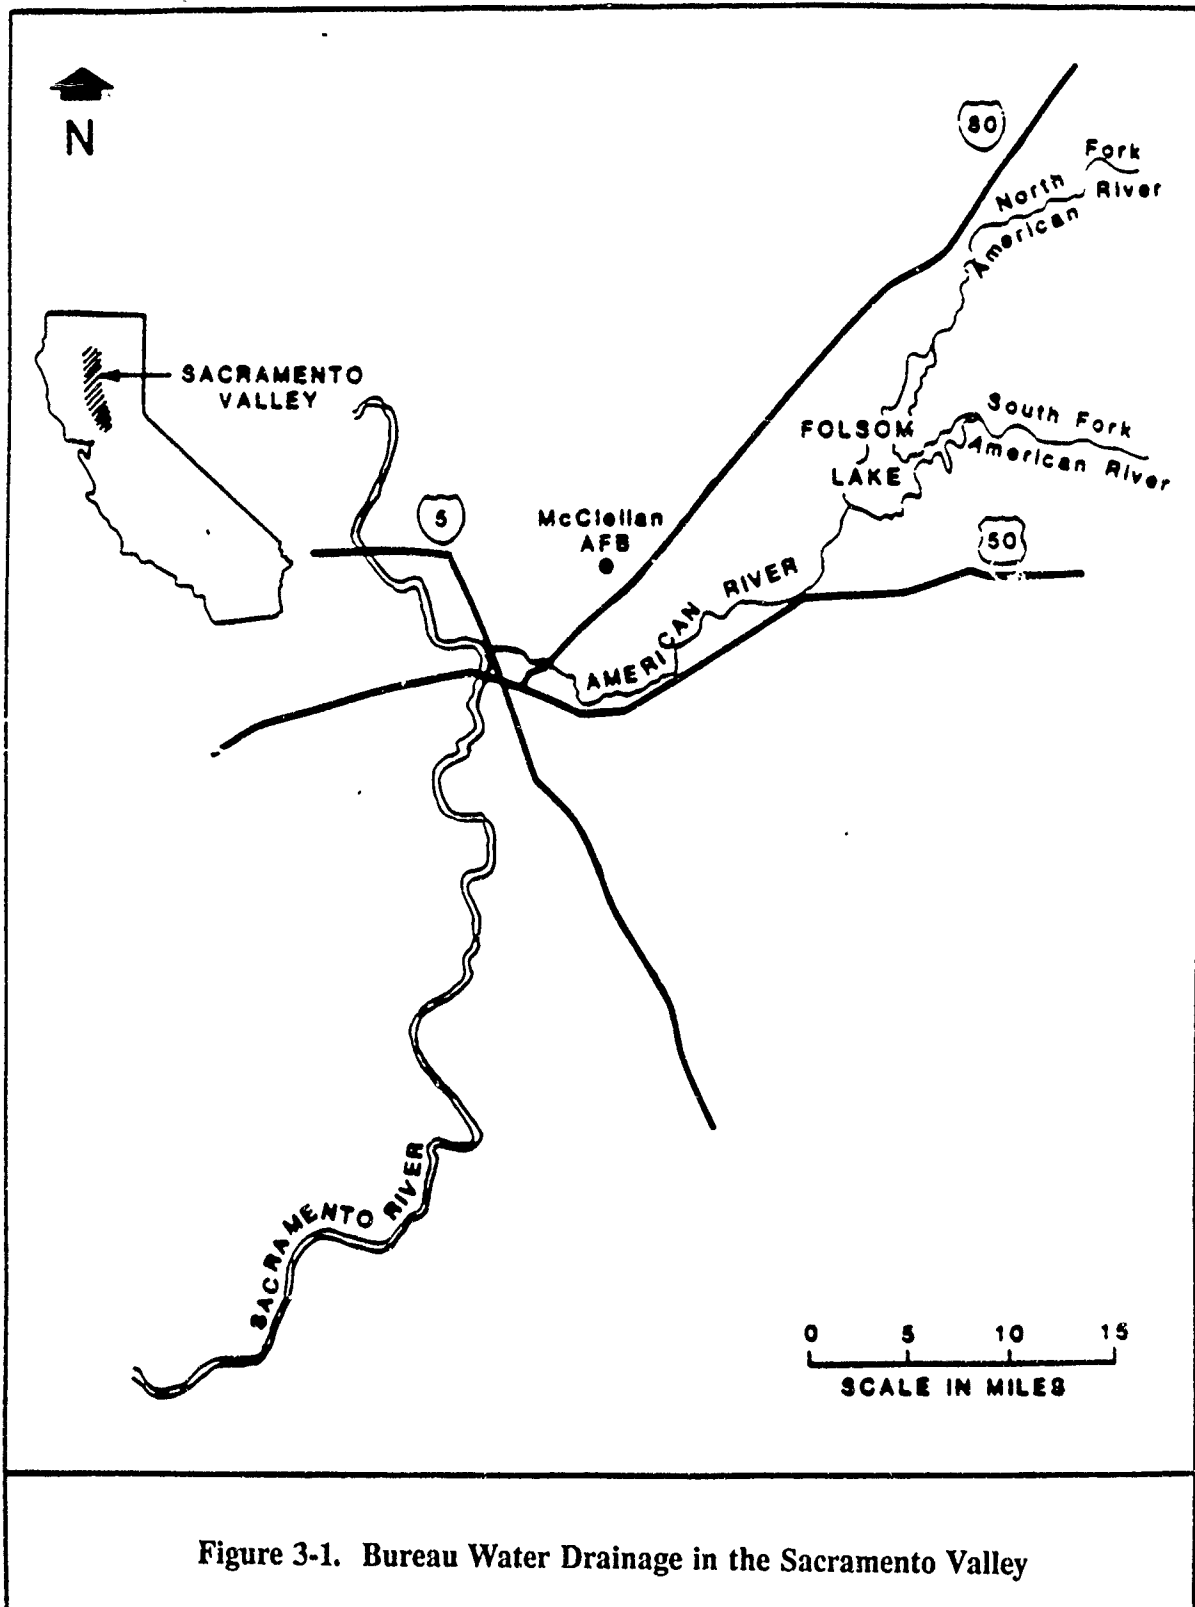 N
80
Fork
North
River
American
SACRAMENTO
VALLEY
South Fork
American River
FOLSOM
LAKE
5
McClellan
AFB
50
AMERICAN RIVER
SACRAMENTO RIVER
0 5 10 15
SCALE IN MILES
Figure 3-1. Bureau Water Drainage in the Sacramento Valley